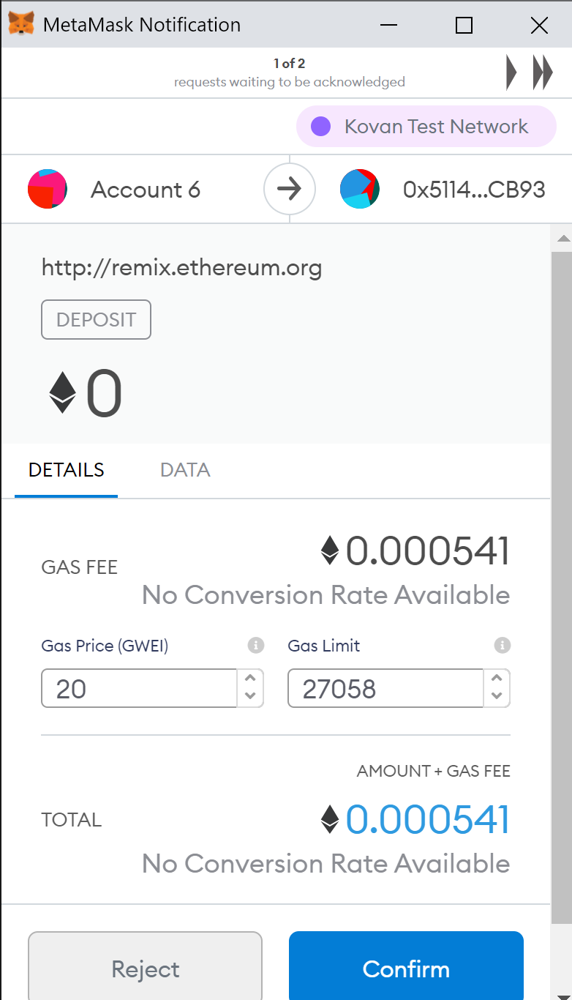 MetaMask Notification
1 of 2
requests waiting to be acknowledged
Kovan Test Network
Account 6
0x5114...CB93
http://remix.ethereum.org
DEPOSIT
0
DETAILS DATA
GAS FEE
0.000541
No Conversion Rate Available
Gas Price (GWEI) Gas Limit
20 27058
AMOUNT + GAS FEE
TOTAL
0.000541
No Conversion Rate Available
Reject Confirm